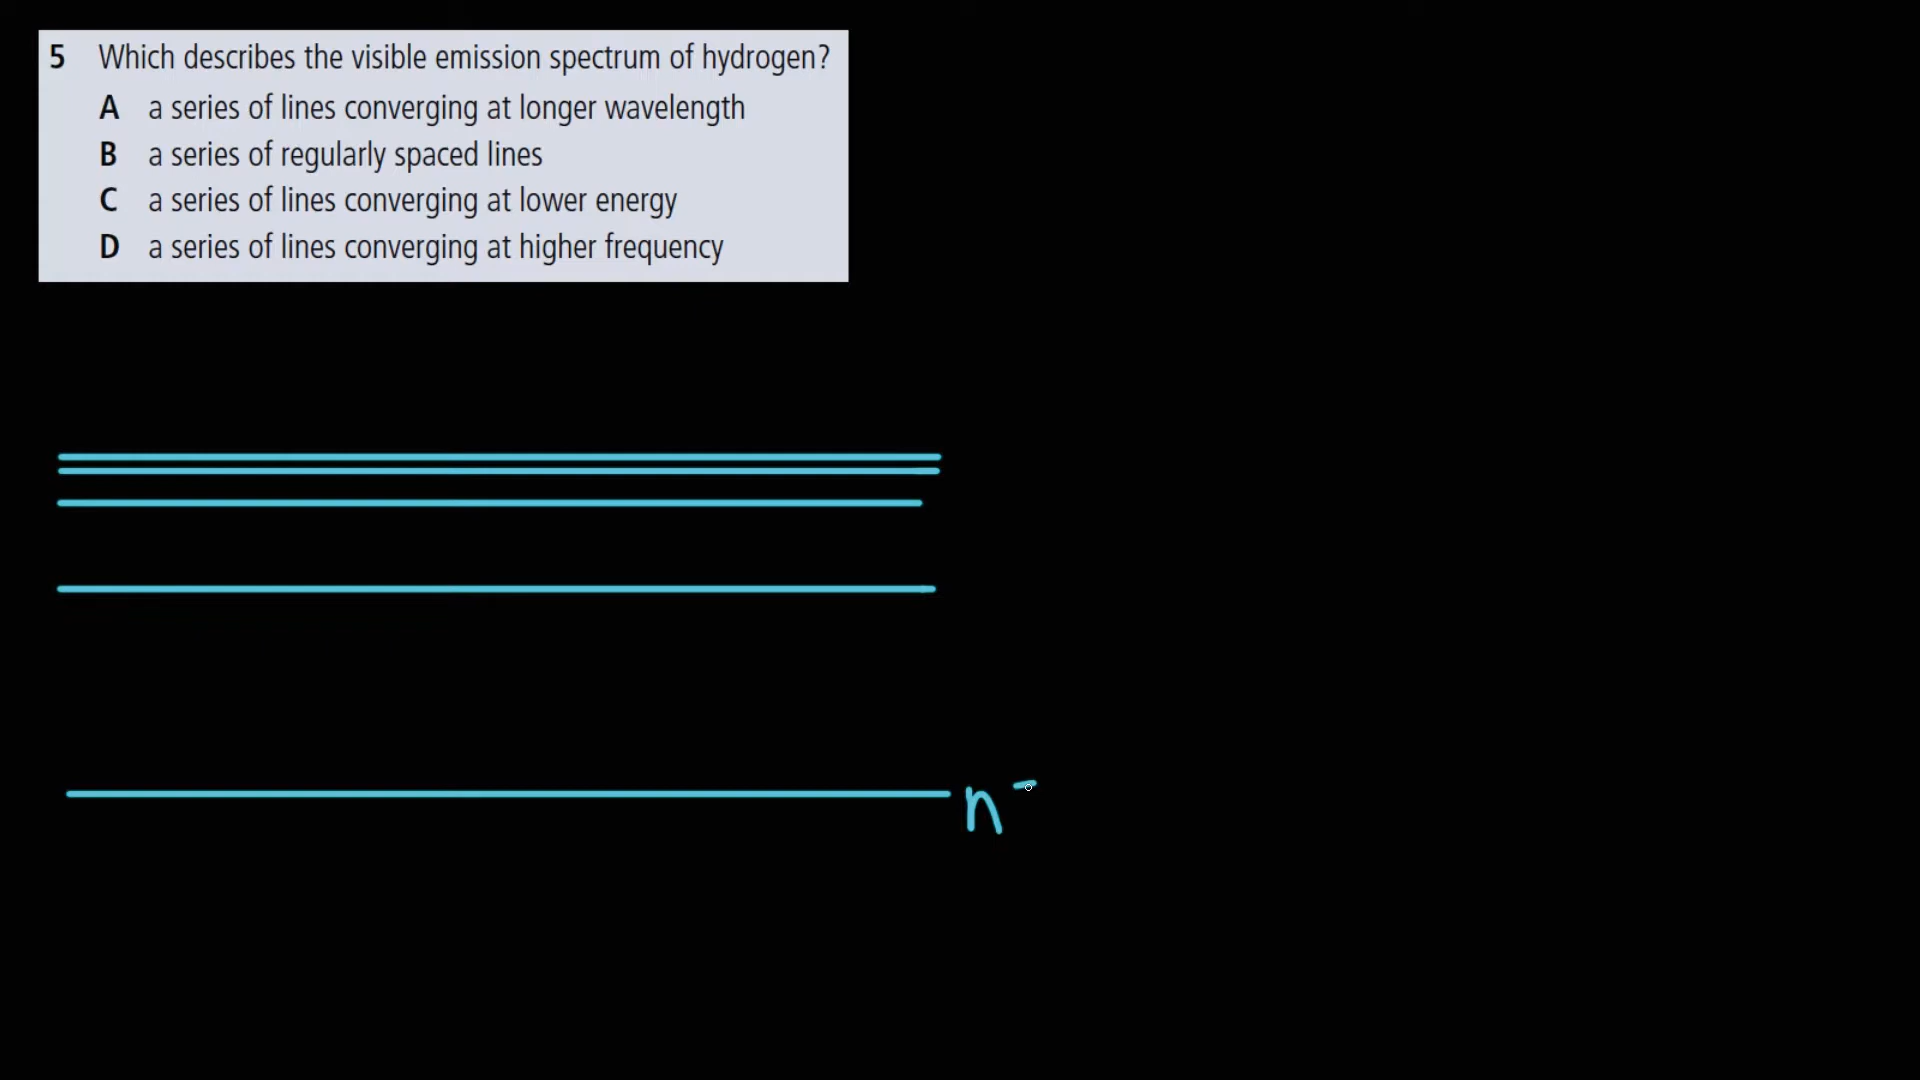 5 Which describes the visible emission spectrum of hydrogen?
A a series of lines converging at longer wavelength
B a series of regularly spaced lines
C a series of lines converging at lower energy
D a series of lines converging at higher frequency
n -